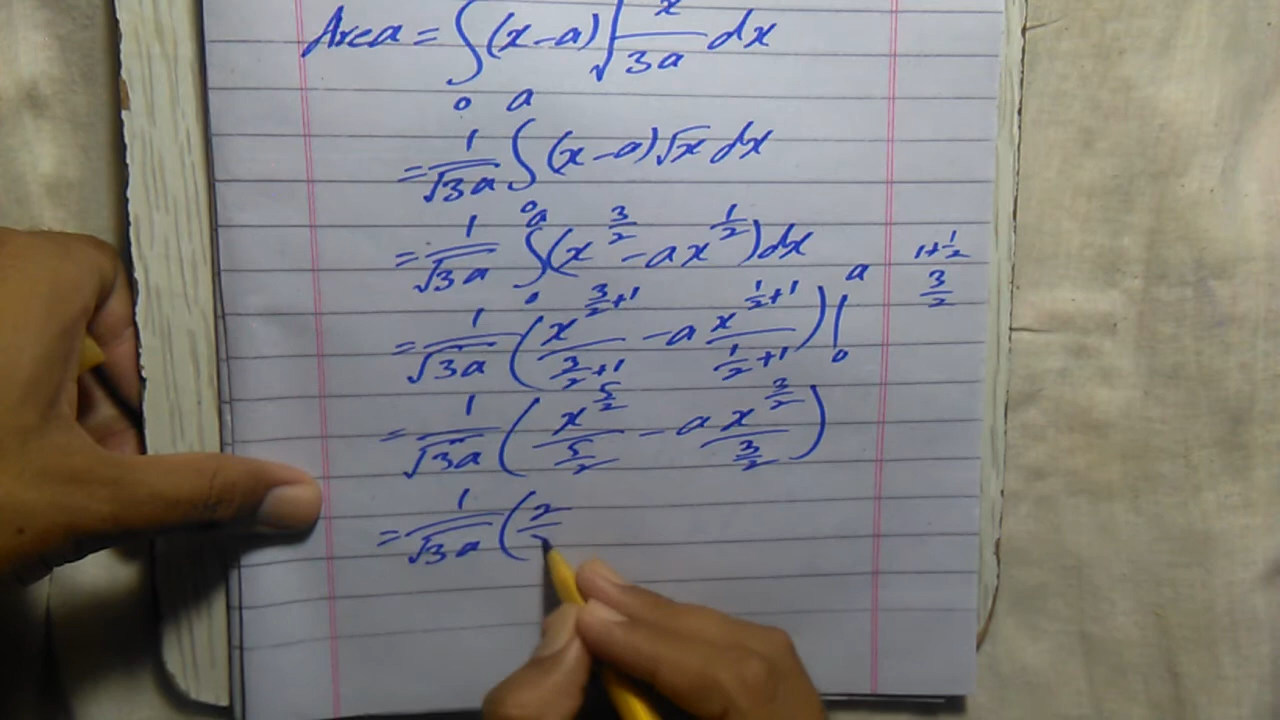 Area = ∫₀ (x-a) √(x/3a) dx
= 1/√3a ∫₀ᵃ (x-a)√x dx
= 1/√3a ∫₀ᵃ (x^(3/2) - ax^(1/2)) dx
1+1/2
3/2
= 1/√3a (x^(3/2+1)/(3/2+1) - a x^(1/2+1)/(1/2+1)) |₀ᵃ
= 1/√3a (x^(5/2)/(5/2) - a x^(3/2)/(3/2))
= 1/√3a (2/